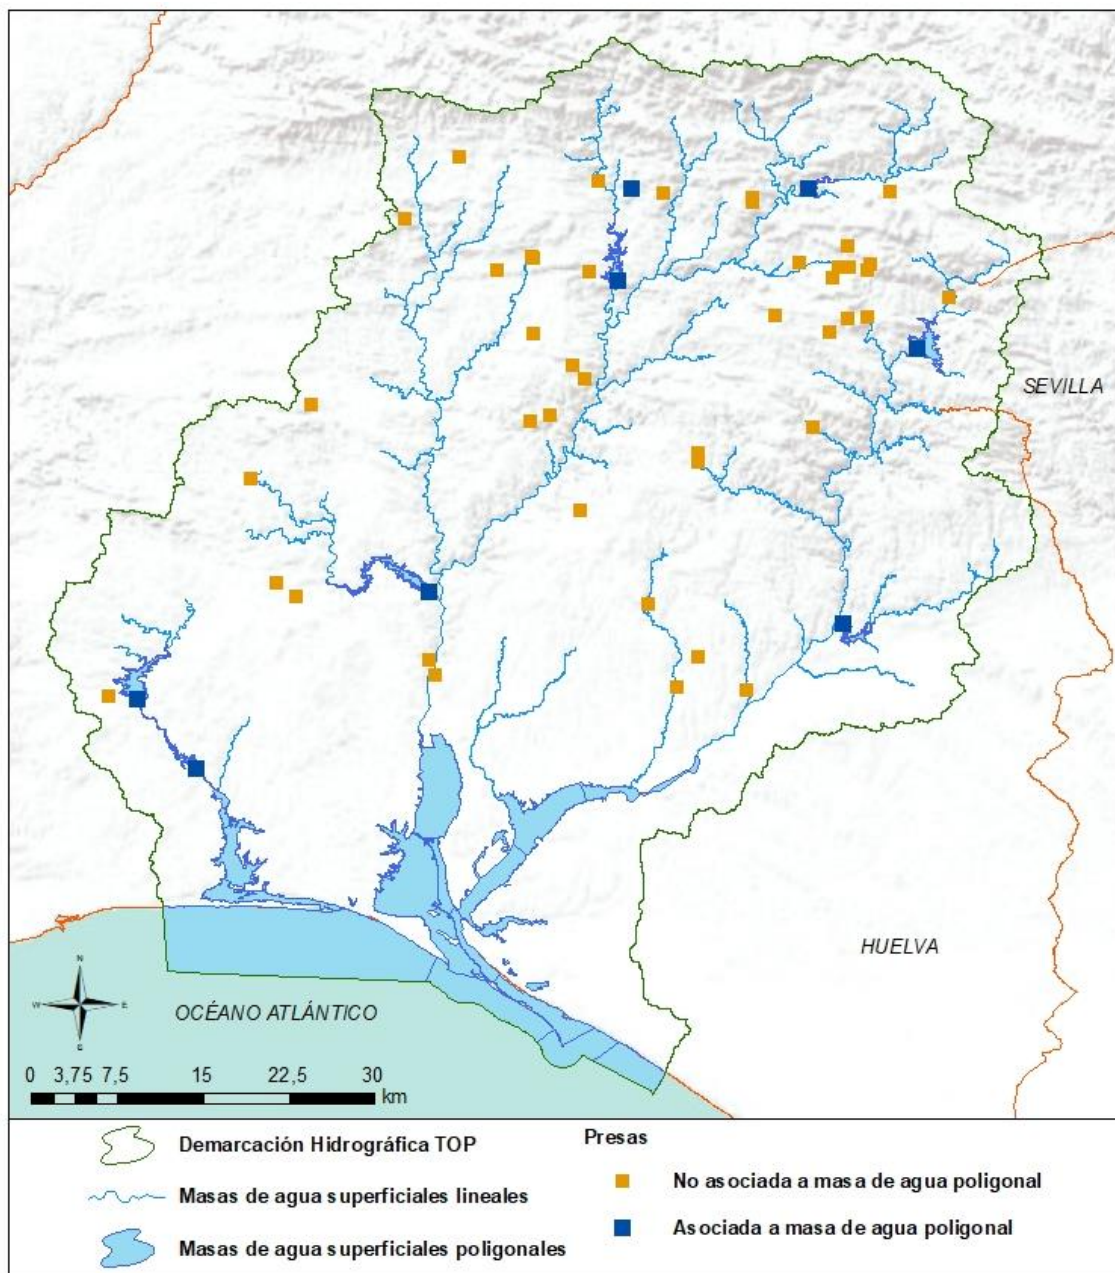 SEVILLA
HUELVA
N
W E
S
OCÉANO ATLÁNTICO
0 3,75 7,5 15 22,5 30
km
Demarcación Hidrográfica TOP
Masas de agua superficiales lineales
Masas de agua superficiales poligonales
Presas
No asociada a masa de agua poligonal
Asociada a masa de agua poligonal